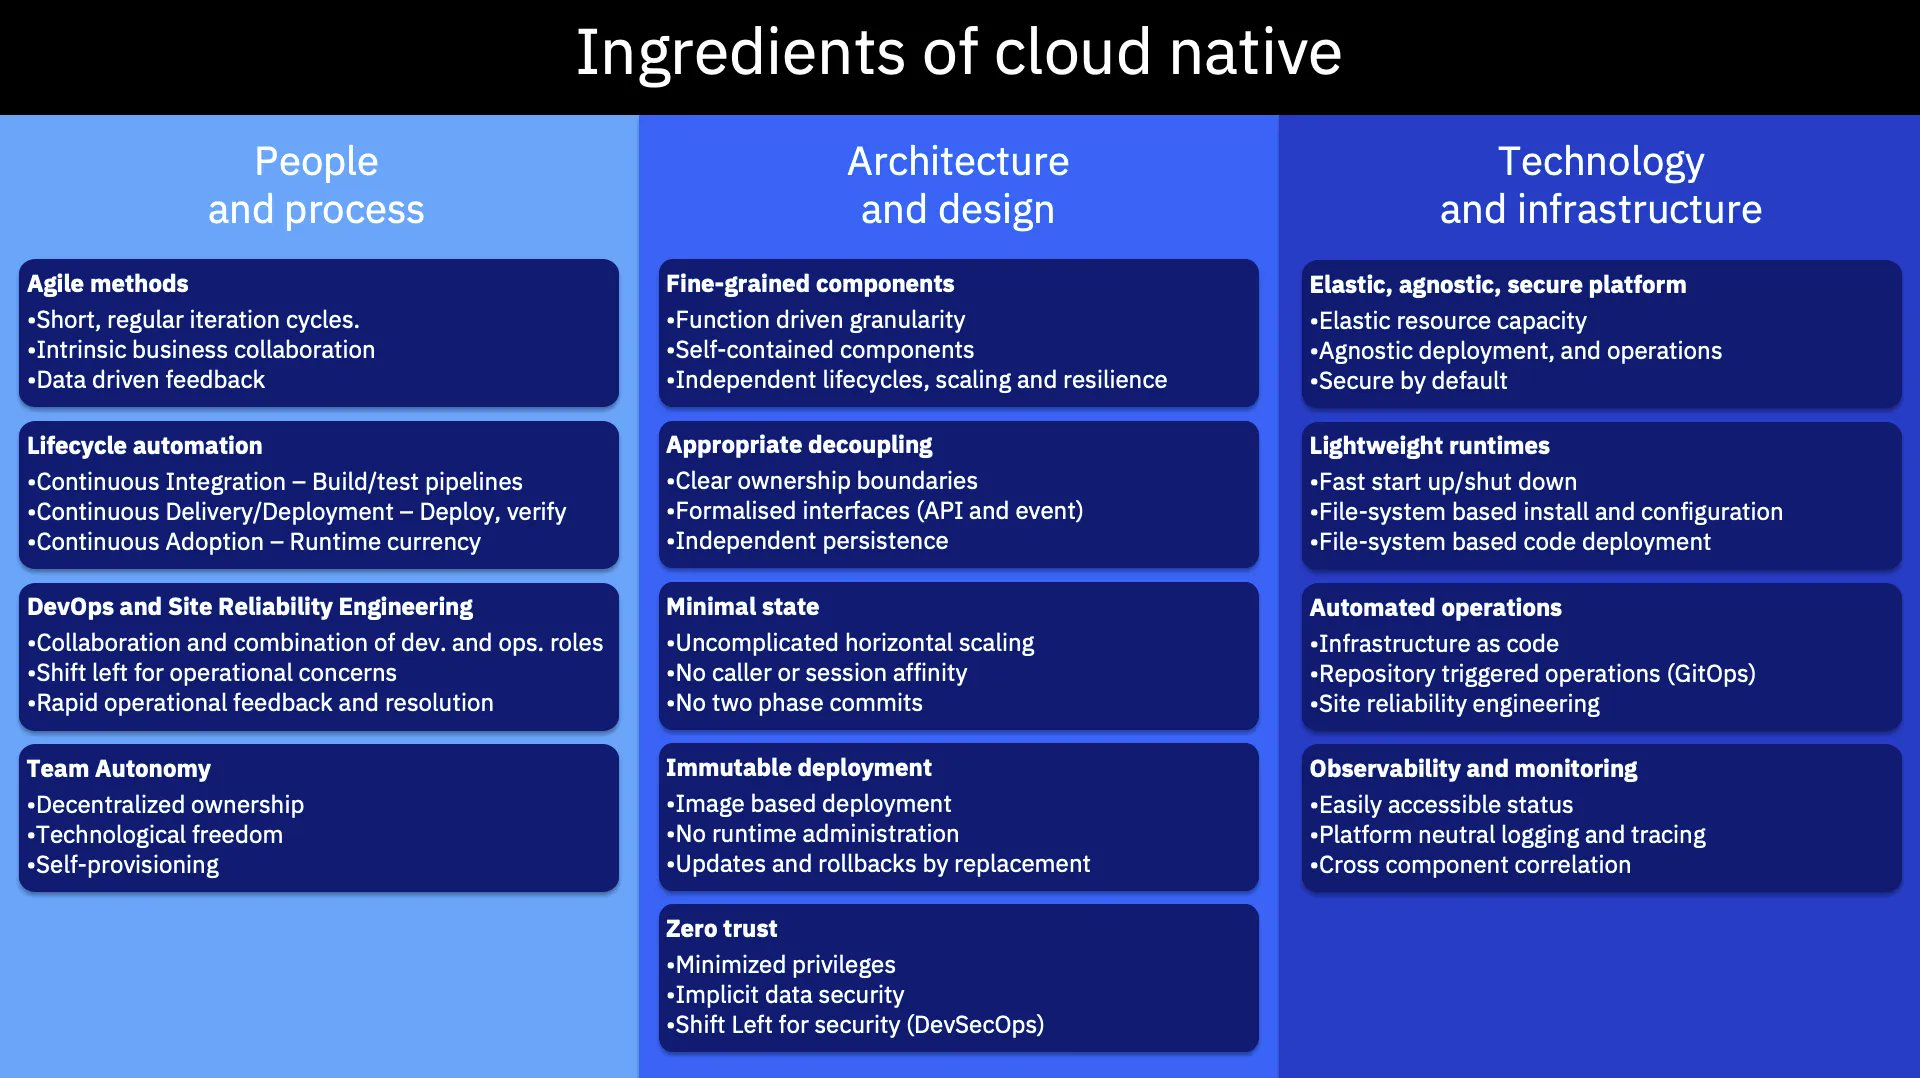 Ingredients of cloud native
People
and process
Agile methods
•Short, regular iteration cycles.
•Intrinsic business collaboration
•Data driven feedback
Lifecycle automation
•Continuous Integration – Build/test pipelines
•Continuous Delivery/Deployment – Deploy, verify
•Continuous Adoption – Runtime currency
DevOps and Site Reliability Engineering
•Collaboration and combination of dev. and ops. roles
•Shift left for operational concerns
•Rapid operational feedback and resolution
Team Autonomy
•Decentralized ownership
•Technological freedom
•Self-provisioning
Architecture
and design
Fine-grained components
•Function driven granularity
•Self-contained components
•Independent lifecycles, scaling and resilience
Appropriate decoupling
•Clear ownership boundaries
•Formalised interfaces (API and event)
•Independent persistence
Minimal state
•Uncomplicated horizontal scaling
•No caller or session affinity
•No two phase commits
Immutable deployment
•Image based deployment
•No runtime administration
•Updates and rollbacks by replacement
Zero trust
•Minimized privileges
•Implicit data security
•Shift Left for security (DevSecOps)
Technology
and infrastructure
Elastic, agnostic, secure platform
•Elastic resource capacity
•Agnostic deployment, and operations
•Secure by default
Lightweight runtimes
•Fast start up/shut down
•File-system based install and configuration
•File-system based code deployment
Automated operations
•Infrastructure as code
•Repository triggered operations (GitOps)
•Site reliability engineering
Observability and monitoring
•Easily accessible status
•Platform neutral logging and tracing
•Cross component correlation